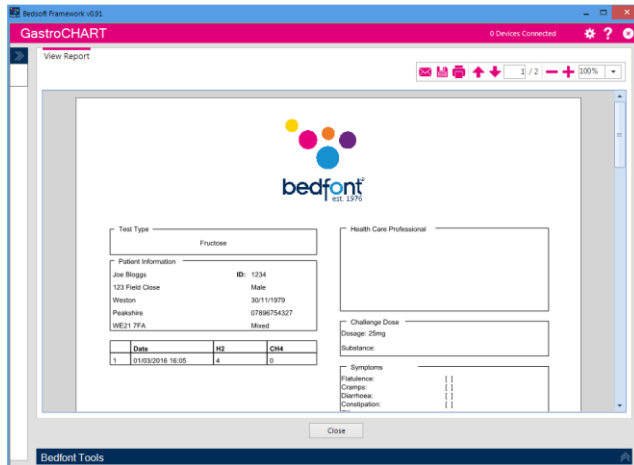 Bedsoft Framework v0.91
GastroCHART
0 Devices Connected
View Report
1 / 2
100%
bedfont
est. 1976
Test Type
Fructose
Patient Information
Joe Bloggs ID: 1234
123 Field Close Male
Weston 30/11/1979
Peakshire 07896754327
WE21 7FA Mixed
Date H2 CH4
1 01/03/2016 16:05 4 0
Health Care Professional
Challenge Dose
Dosage: 25mg
Substance:
Symptoms
Flatulence: [ ]
Cramps: [ ]
Diarrhoea: [ ]
Constipation: [ ]
Close
Bedfont Tools